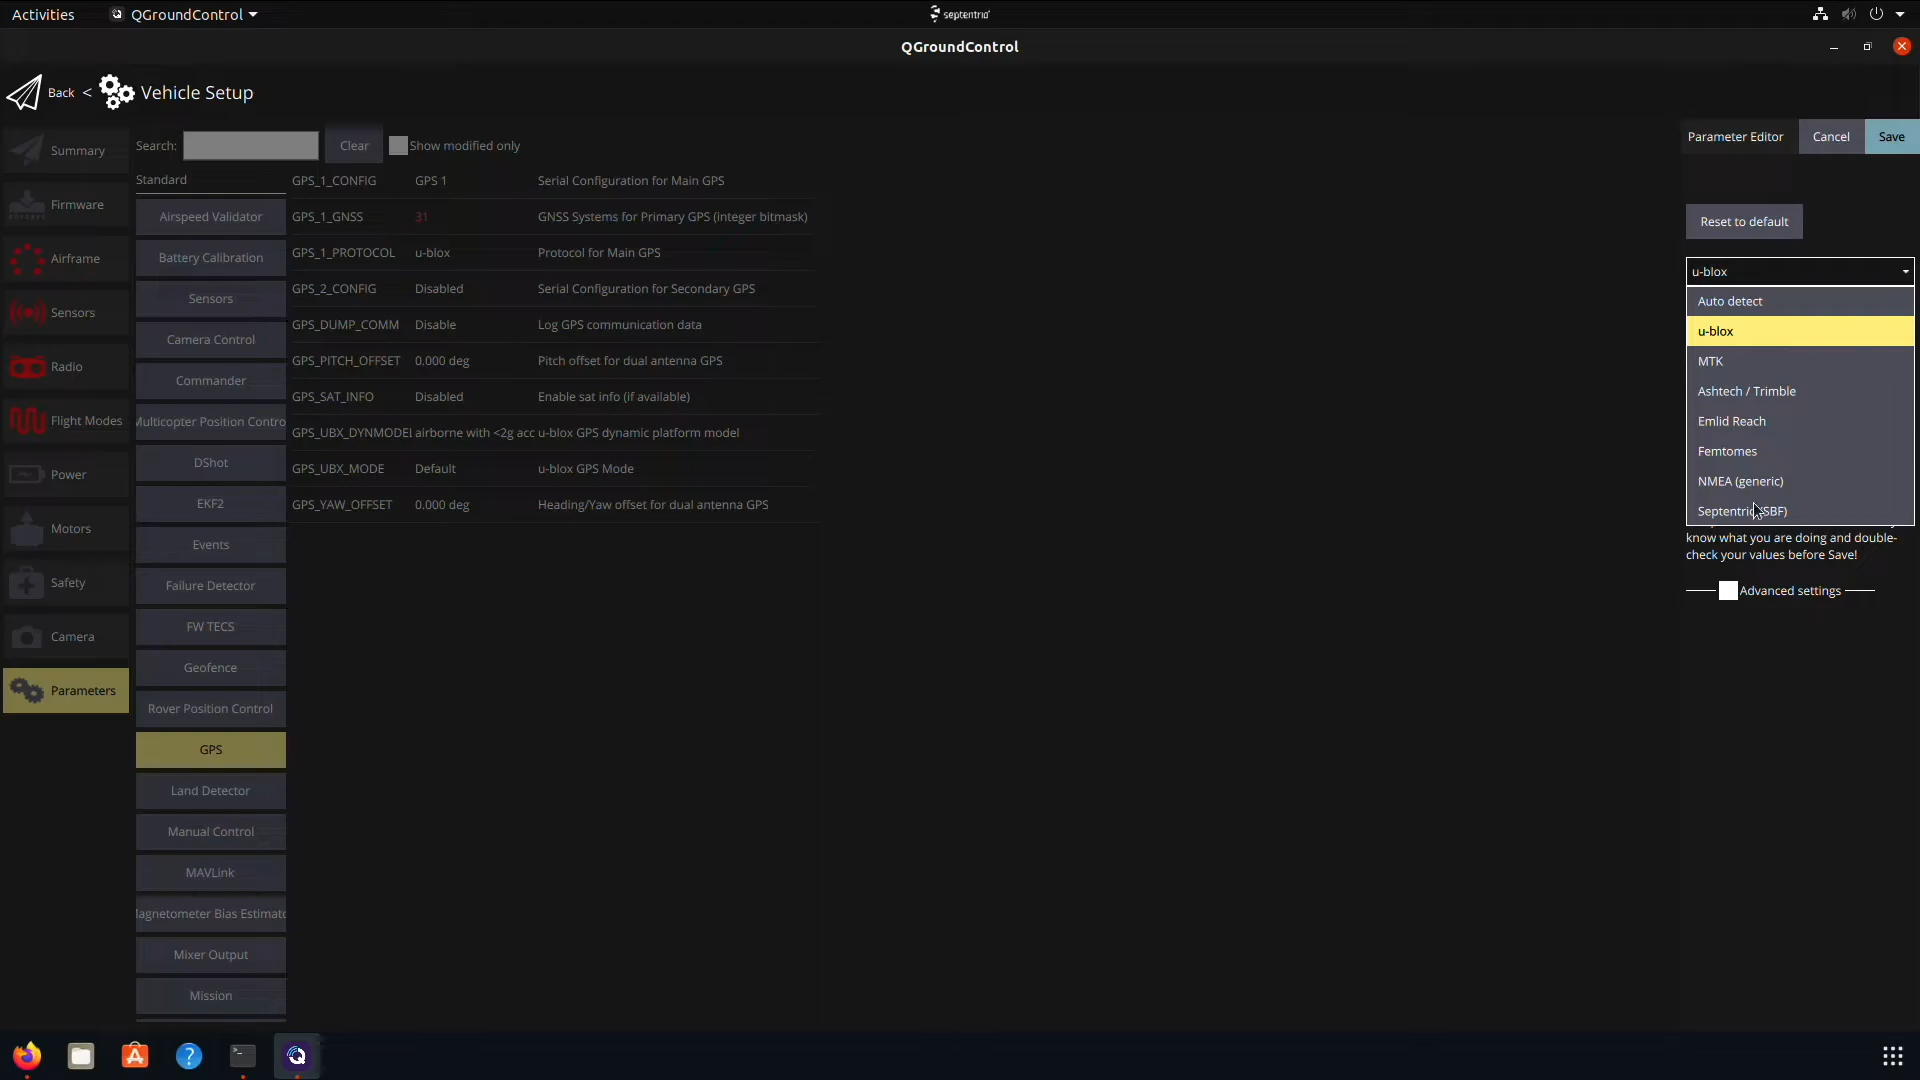 Activities
QGroundControl
septentrio
QGroundControl
Back < Vehicle Setup
Summary
Firmware
Airframe
Sensors
Radio
Flight Modes
Power
Motors
Safety
Camera
Parameters
Search:
Clear
Show modified only
Standard
Airspeed Validator
Battery Calibration
Sensors
Camera Control
Commander
Multicopter Position Contro
DShot
EKF2
Events
Failure Detector
FW TECS
Geofence
Rover Position Control
GPS
Land Detector
Manual Control
MAVLink
Magnetometer Bias Estimato
Mixer Output
Mission
GPS_1_CONFIG GPS 1 Serial Configuration for Main GPS
GPS_1_GNSS 31 GNSS Systems for Primary GPS (integer bitmask)
GPS_1_PROTOCOL u-blox Protocol for Main GPS
GPS_2_CONFIG Disabled Serial Configuration for Secondary GPS
GPS_DUMP_COMM Disable Log GPS communication data
GPS_PITCH_OFFSET 0.000 deg Pitch offset for dual antenna GPS
GPS_SAT_INFO Disabled Enable sat info (if available)
GPS_UBX_DYNMODEL airborne with <2g acc u-blox GPS dynamic platform model
GPS_UBX_MODE Default u-blox GPS Mode
GPS_YAW_OFFSET 0.000 deg Heading/Yaw offset for dual antenna GPS
Parameter Editor
Cancel
Save
Reset to default
u-blox
Auto detect
u-blox
MTK
Ashtech / Trimble
Emlid Reach
Femtomes
NMEA (generic)
Septentrio (SBF)
know what you are doing and double-
check your values before Save!
Advanced settings